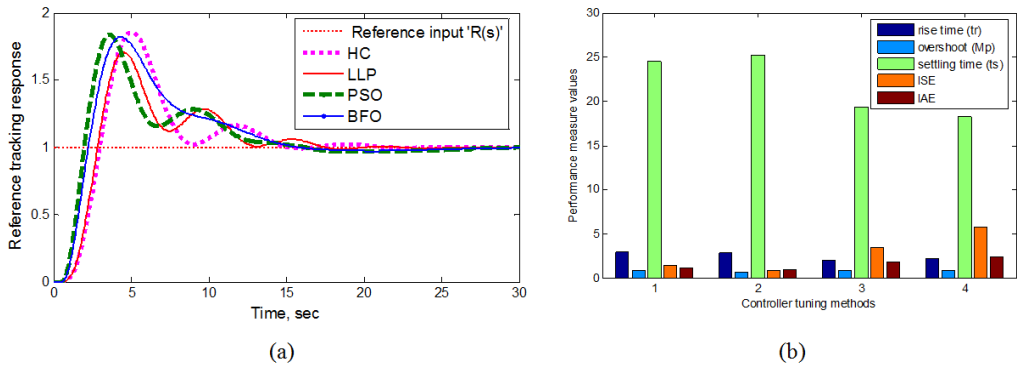 2
1.5
1
0.5
0
0
5
10
15
20
25
30
Reference tracking response
Time, sec
Reference input 'R(s)'
HC
LLP
PSO
BFO
(a)
30
25
20
15
10
5
0
1
2
3
4
Performance measure values
Controller tuning methods
rise time (tr)
overshoot (Mp)
settling time (ts)
ISE
IAE
(b)